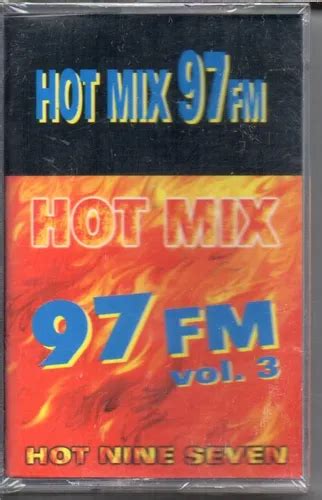 HOT MIX 97FM
HOT MIX
97 FM
vol. 3
HOT NINE SEVEN